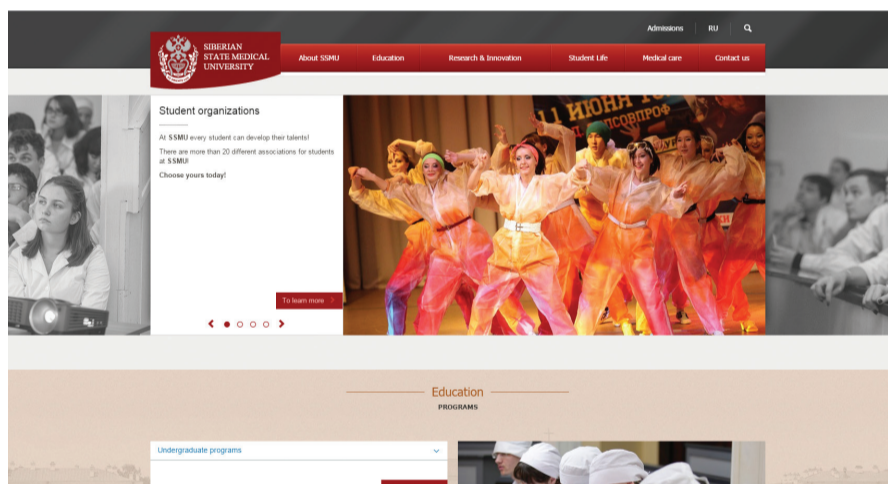 Admissions RU
SIBERIAN
STATE MEDICAL
UNIVERSITY
About SSMU Education Research & Innovation Student Life Medical care Contact us
Student organizations
At SSMU every student can develop their talents!
There are more than 20 different associations for students
at SSMU!
Choose yours today!
To learn more
11 ИЮНЯ
Education
PROGRAMS
Undergraduate programs